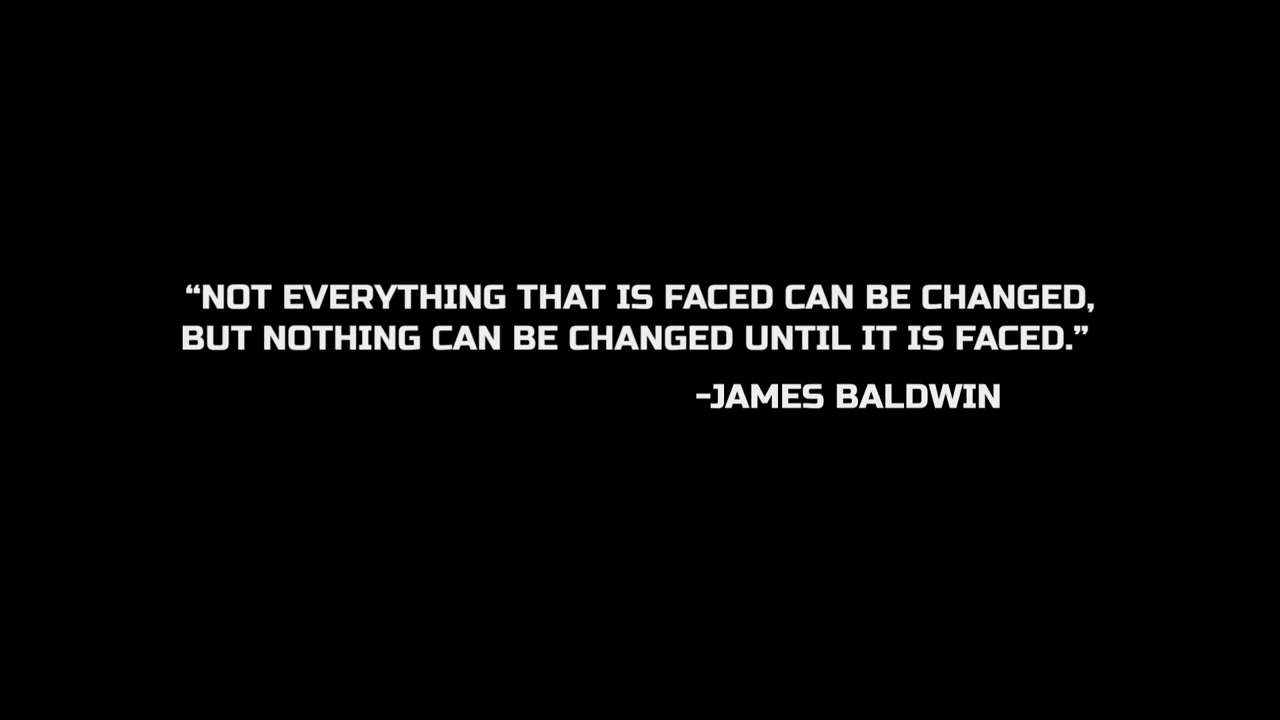 “NOT EVERYTHING THAT IS FACED CAN BE CHANGED,
BUT NOTHING CAN BE CHANGED UNTIL IT IS FACED.”
-JAMES BALDWIN